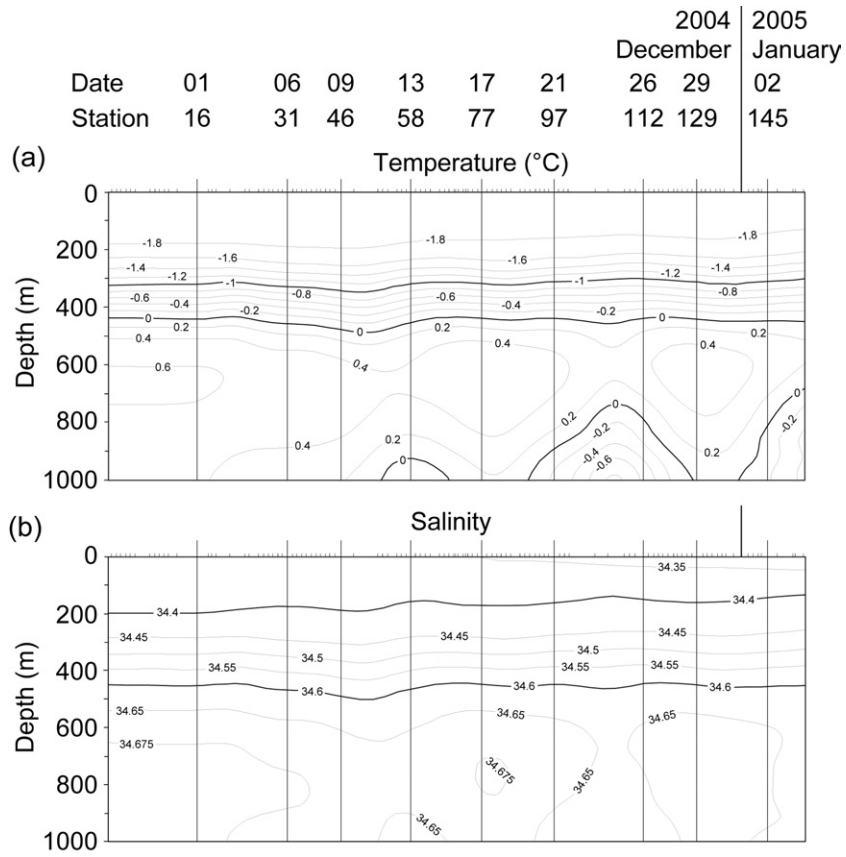 2004 2005
December January
Date 01 06 09 13 17 21 26 29 02
Station 16 31 46 58 77 97 112 129 145
(a) Temperature (°C)
0
-1.8 -1.8 -1.8
200
-1.6 -1.6
-1.4 -1.4
-1.2 -1 -1 -1.2
-0.8 -0.8
-0.6 -0.6
400
-0.4 -0.2 -0.4 -0.2
0 0 0
0.2 0.2 0.2
0.4 0.4 0.4
0.4
600
0.6
0
800
0.2 0.2
-0.2 -0.2
0.4 0.2 0.2
-0.4
0 -0.6
1000
Depth (m)
(b) Salinity
0
34.35
34.4 34.4
200
34.45 34.45 34.45
34.5 34.5
34.55 34.55 34.55
400
34.6 34.6 34.6
34.65 34.65 34.65
600
34.675
34.675
800
34.65
34.65
1000
Depth (m)